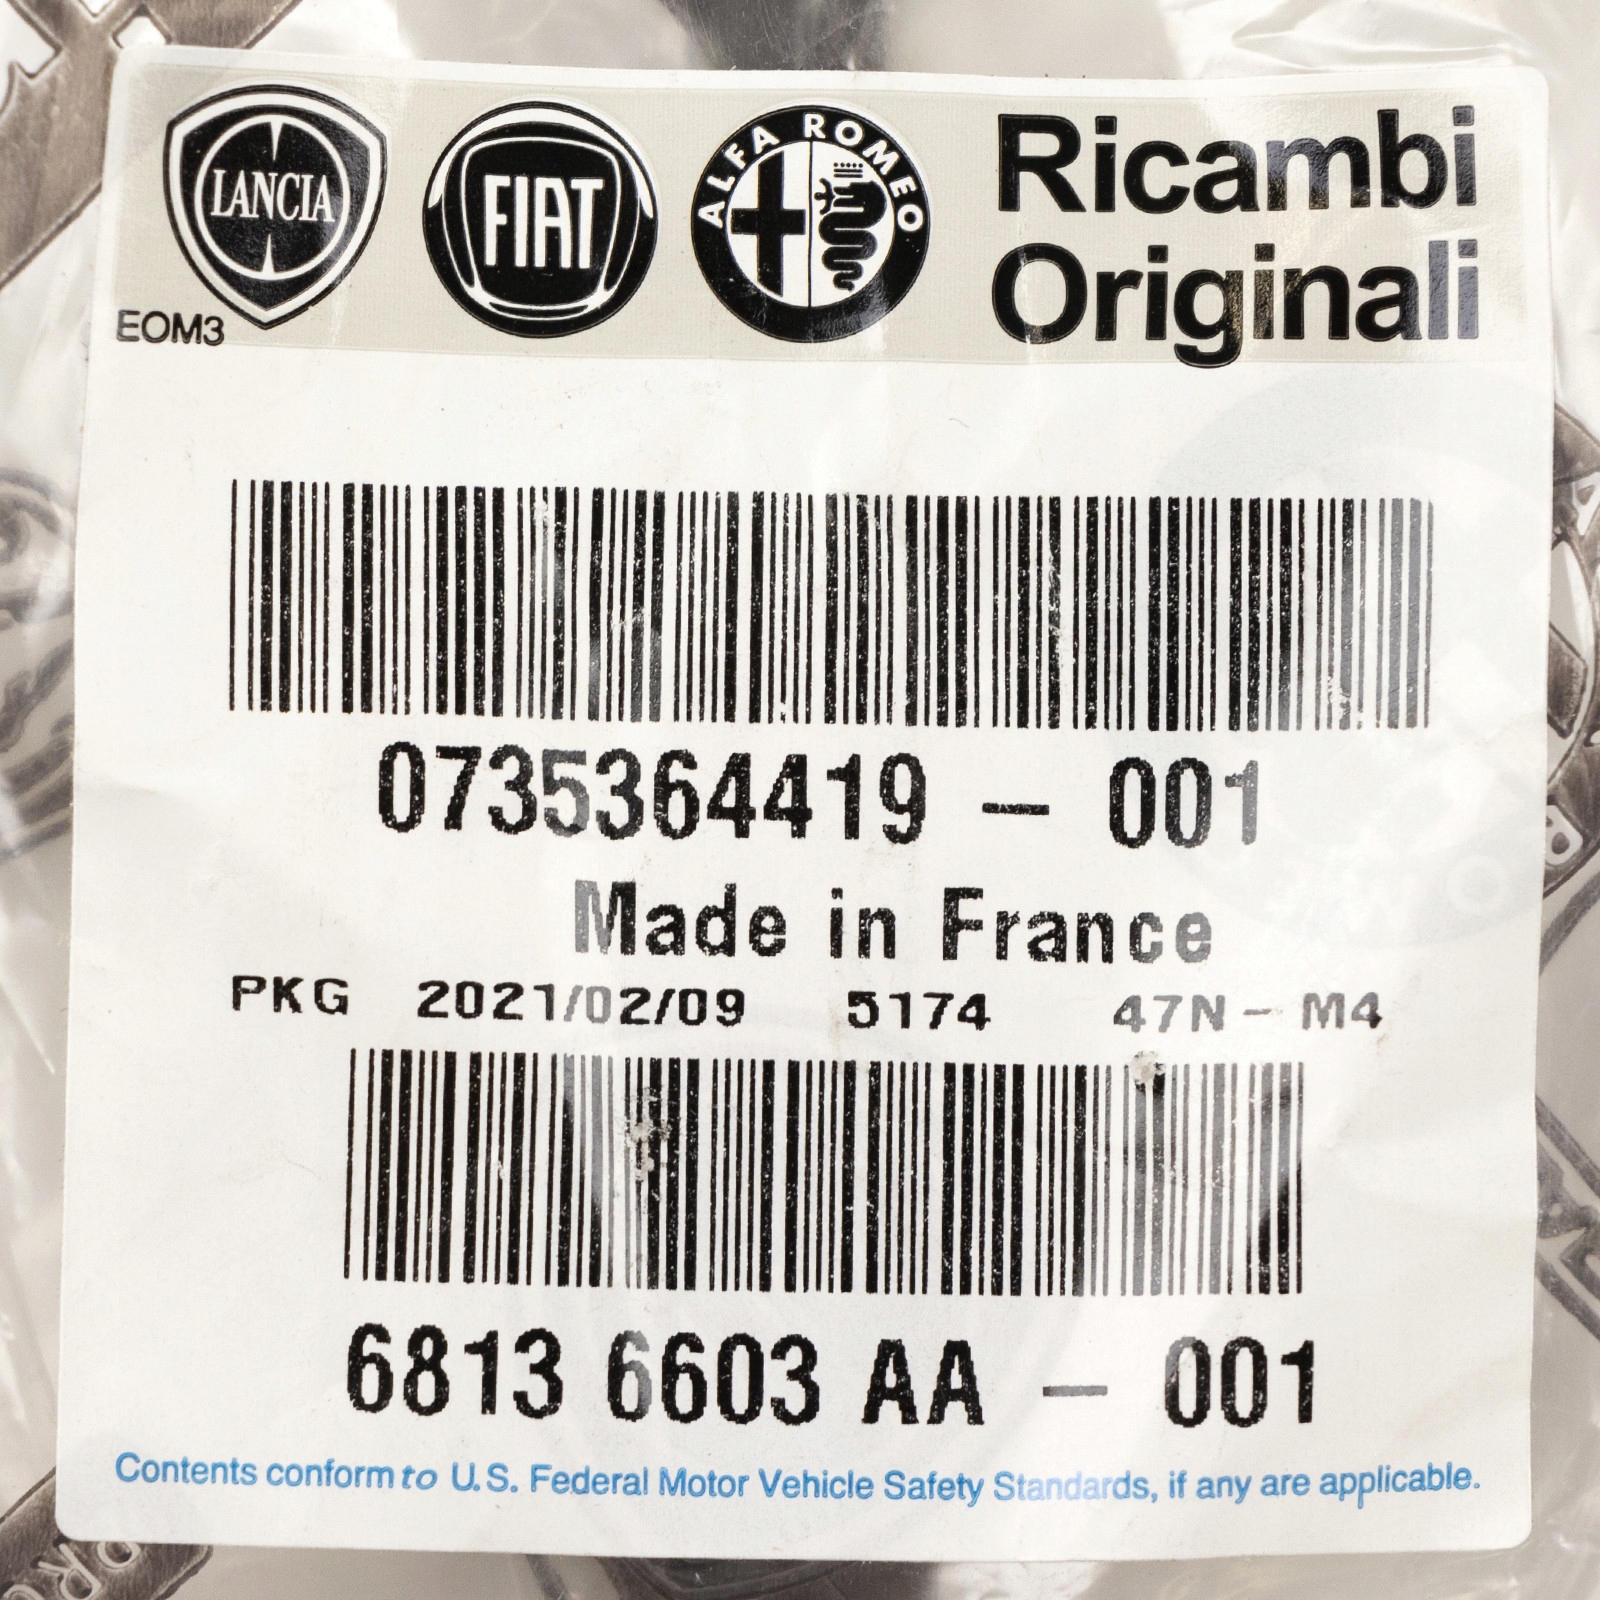 LANCIA
FIAT
ALFA ROMEO
Ricambi
Originali
EOM3
0735364419 - 001
Made in France
PKG 2021/02/09 5174 47N - M4
6813 6603 AA - 001
Contents conform to U.S. Federal Motor Vehicle Safety Standards, if any are applicable.